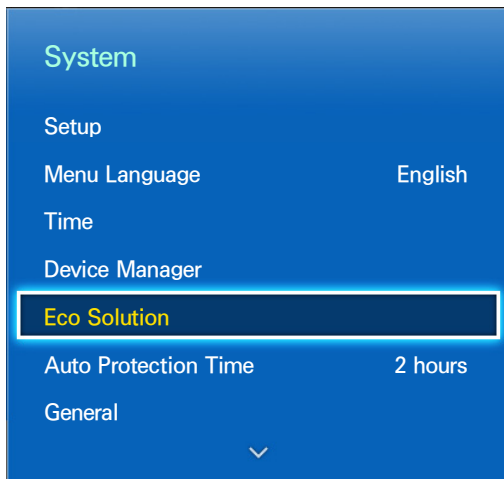 System
Setup
Menu Language English
Time
Device Manager
Eco Solution
Auto Protection Time 2 hours
General